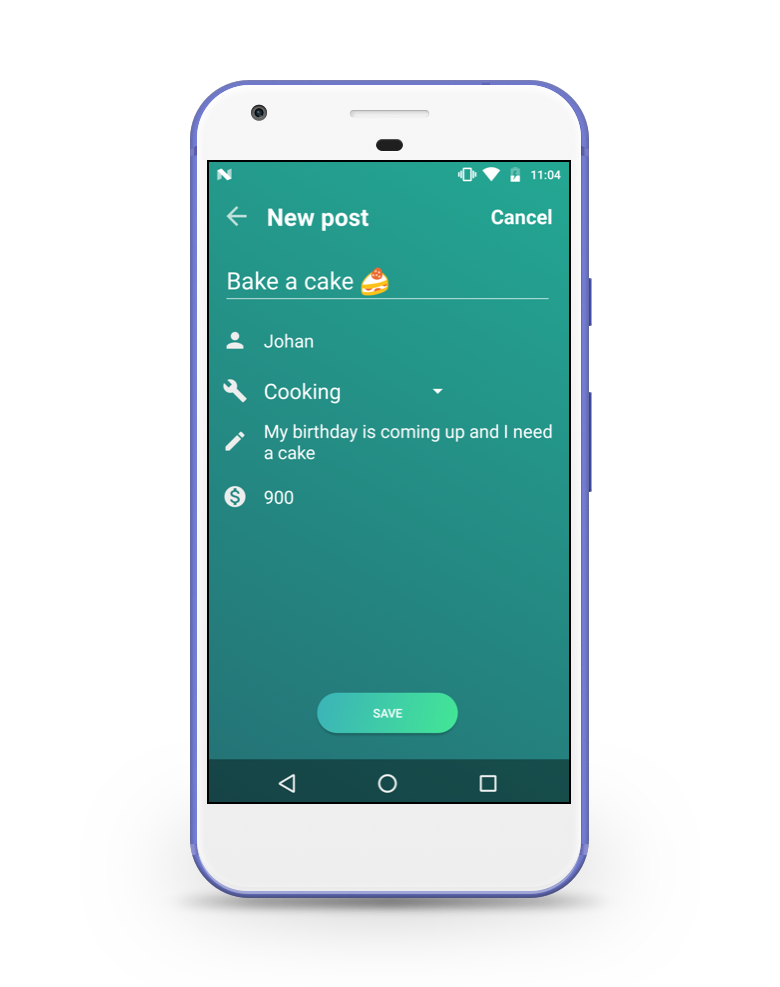 11:04
New post
Cancel
Bake a cake 🍰
Johan
Cooking
My birthday is coming up and I need
a cake
900
SAVE